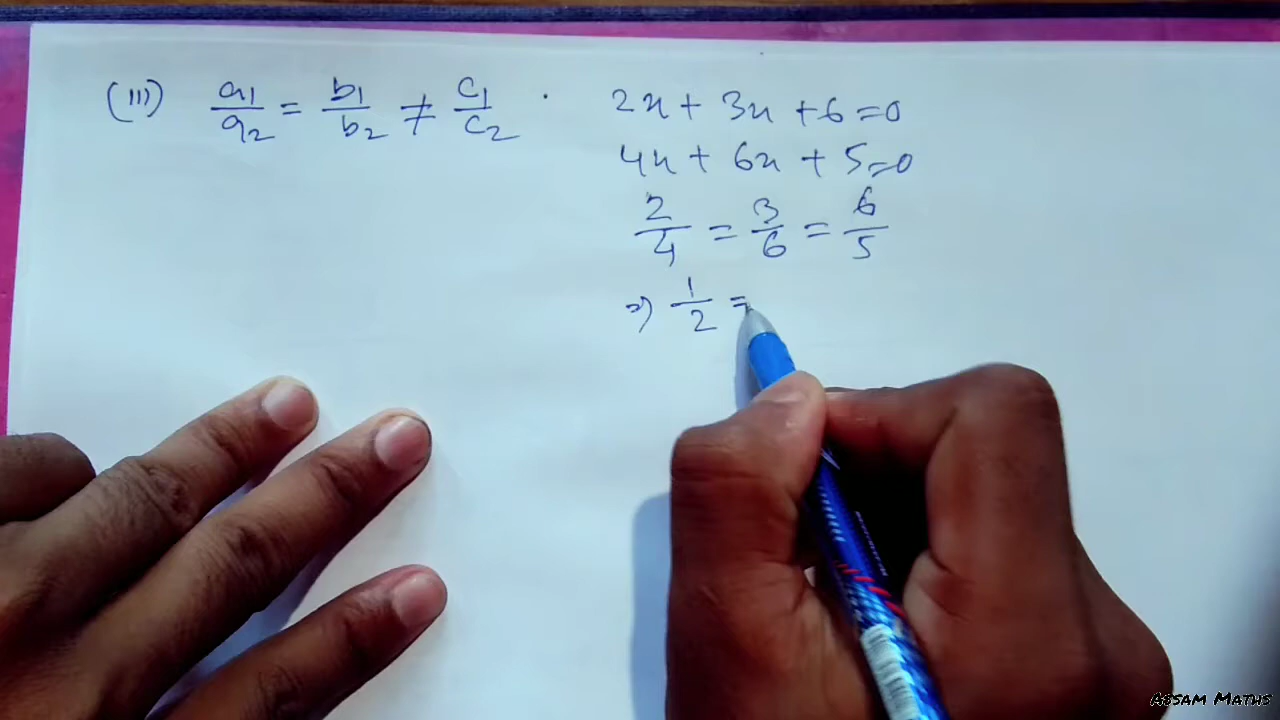 (III) a1/a2 = b1/b2 ≠ c1/c2 .
2x + 3x + 6 = 0
4x + 6x + 5 = 0
2/4 = 3/6 = 6/5
⇒ 1/2 =
ASSAM MATHS